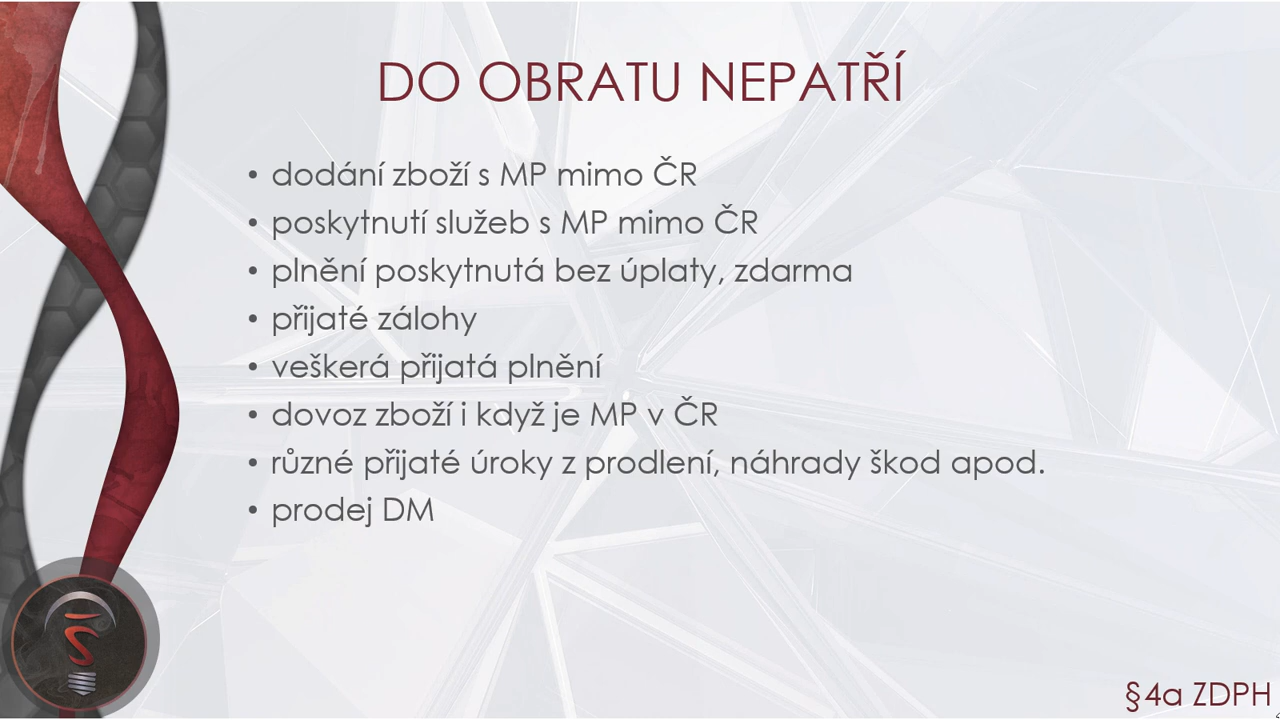 DO OBRATU NEPATŘÍ
• dodání zboží s MP mimo ČR
• poskytnutí služeb s MP mimo ČR
• plnění poskytnutá bez úplaty, zdarma
• přijaté zálohy
• veškerá přijatá plnění
• dovoz zboží i když je MP v ČR
• různé přijaté úroky z prodlení, náhrady škod apod.
• prodej DM
§4a ZDPH